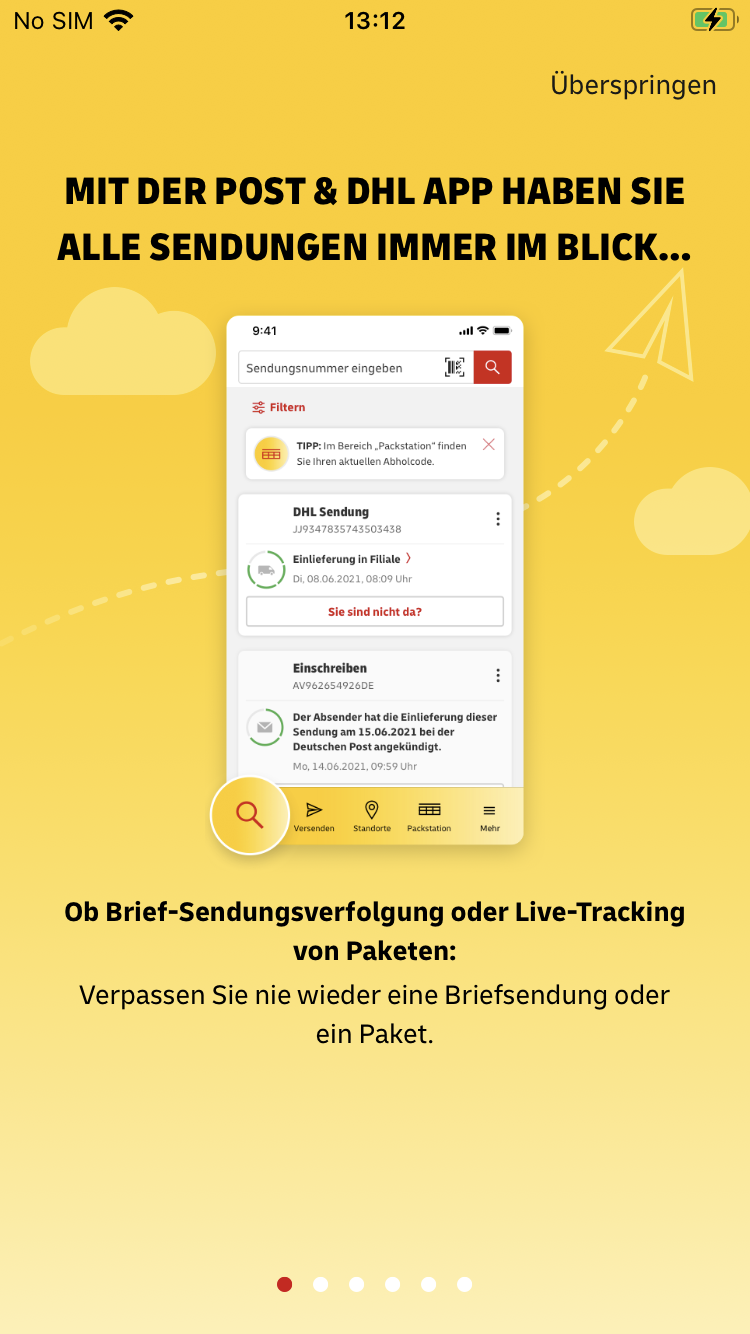 No SIM 13:12
Überspringen
MIT DER POST & DHL APP HABEN SIE
ALLE SENDUNGEN IMMER IM BLICK...
9:41
Sendungsnummer eingeben
Filtern
TIPP: Im Bereich „Packstation" finden
Sie Ihren aktuellen Abholcode.
DHL Sendung
JJ9347835743503438
Einlieferung in Filiale
Di, 08.06.2021, 08:09 Uhr
Sie sind nicht da?
Einschreiben
AV962654926DE
Der Absender hat die Einlieferung dieser
Sendung am 15.06.2021 bei der
Deutschen Post angekündigt.
Mo, 14.06.2021, 09:59 Uhr
Versenden Standorte Packstation Mehr
Ob Brief-Sendungsverfolgung oder Live-Tracking
von Paketen:
Verpassen Sie nie wieder eine Briefsendung oder
ein Paket.